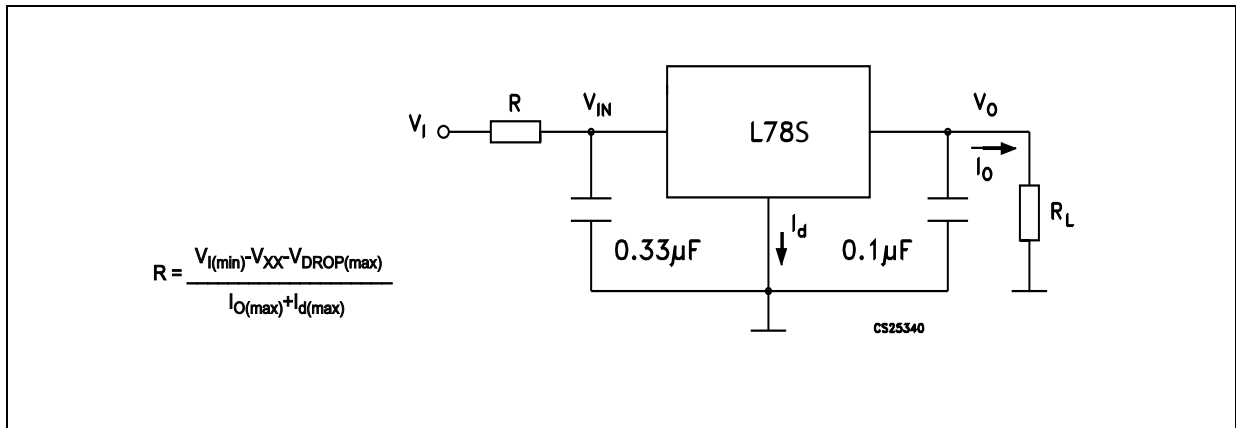 R
V_IN
V_O
V_I
L78S
I_O
R_L
I_d
0.33µF
0.1µF
R = V_I(min)-V_XX-V_DROP(max)
I_O(max)+I_d(max)
CS25340